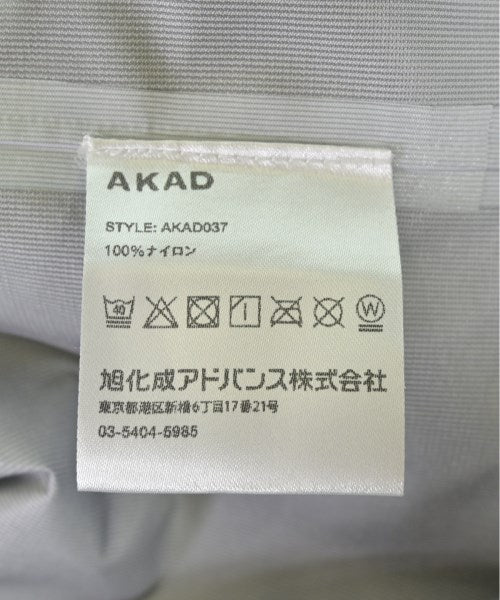 AKAD
STYLE: AKAD037
100%ナイロン
40 W
旭化成アドバンス株式会社
東京都港区新橋6丁目17番21号
03-5404-5985